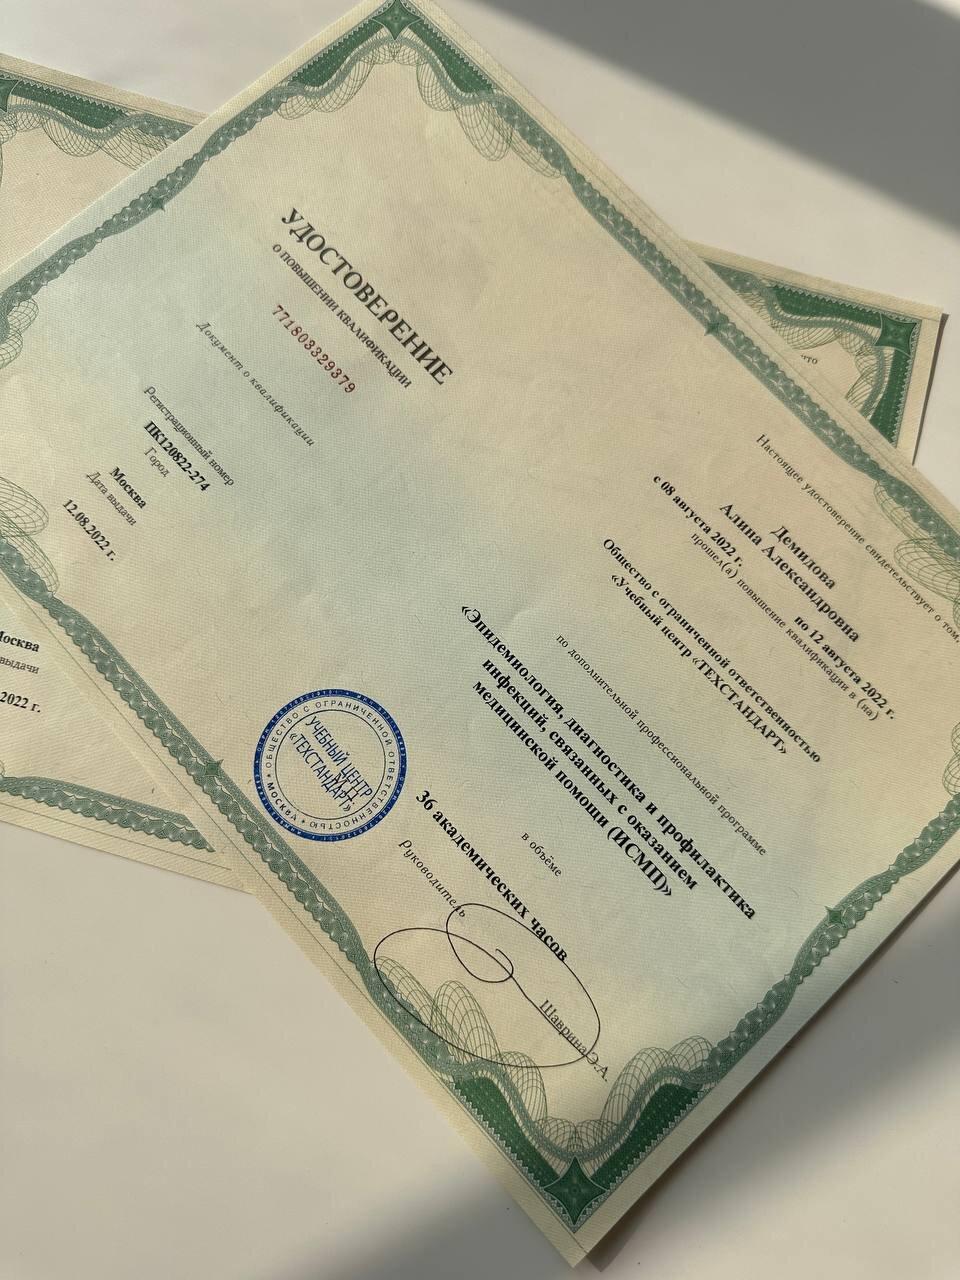 УДОСТОВЕРЕНИЕ
О ПОВЫШЕНИИ КВАЛИФИКАЦИИ
771803329379
Документ о квалификации
Регистрационный номер
ПК120822-274
Город
Москва
Дата выдачи
12.08.2022 г.
Настоящее удостоверение свидетельствует о том,
Демидова
Алина Александровна
с 08 августа 2022 г. по 12 августа 2022 г.
прошел(а) повышение квалификации в (на)
Общество с ограниченной ответственностью
«Учебный центр «ТЕХСТАНДАРТ»
по дополнительной профессиональной программе
«Эпидемиология, диагностика и профилактика
инфекций, связанных с оказанием
медицинской помощи (ИСМП)»
в объёме
36 академических часов
Руководитель
Шаврина Э.А.
ОБЩЕСТВО С ОГРАНИЧЕННОЙ ОТВЕТСТВЕННОСТЬЮ
МОСКВА
УЧЕБНЫЙ ЦЕНТР
«ТЕХСТАНДАРТ»
М.П.
Москва
выдачи
2022 г.
что